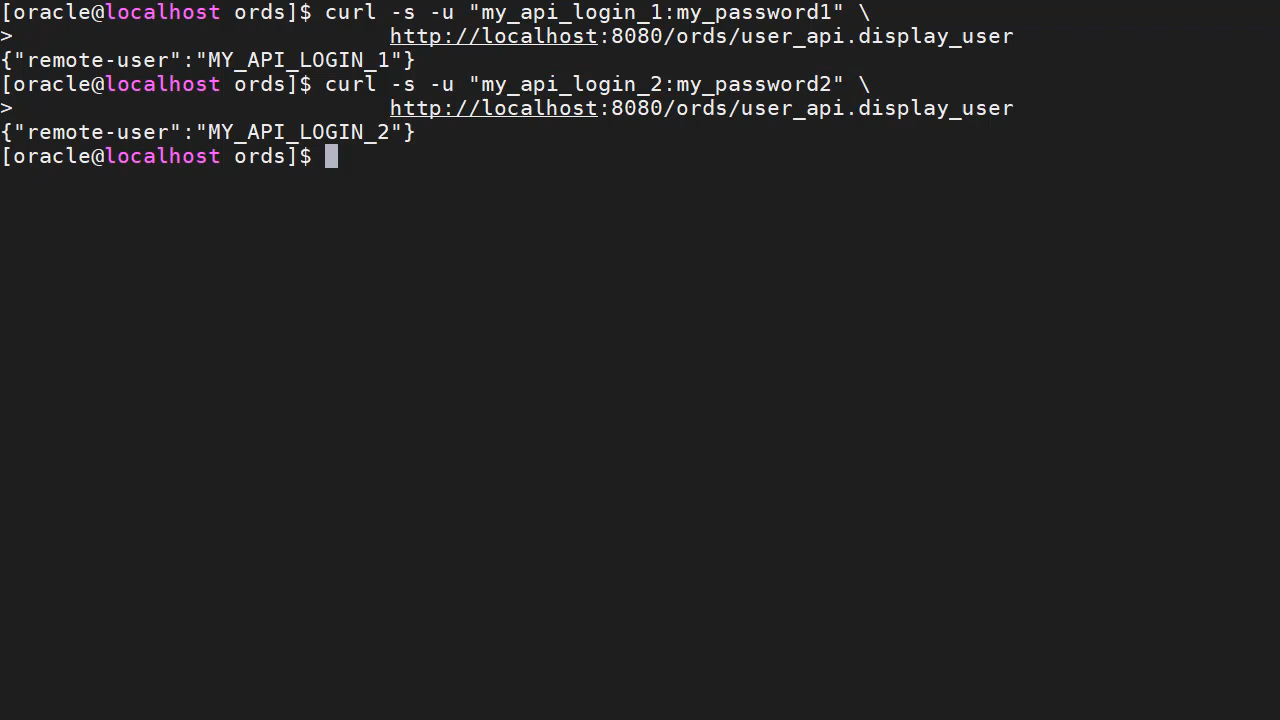 [oracle@localhost ords]$ curl -s -u "my_api_login_1:my_password1" \
>                             http://localhost:8080/ords/user_api.display_user
{"remote-user":"MY_API_LOGIN_1"}
[oracle@localhost ords]$ curl -s -u "my_api_login_2:my_password2" \
>                             http://localhost:8080/ords/user_api.display_user
{"remote-user":"MY_API_LOGIN_2"}
[oracle@localhost ords]$